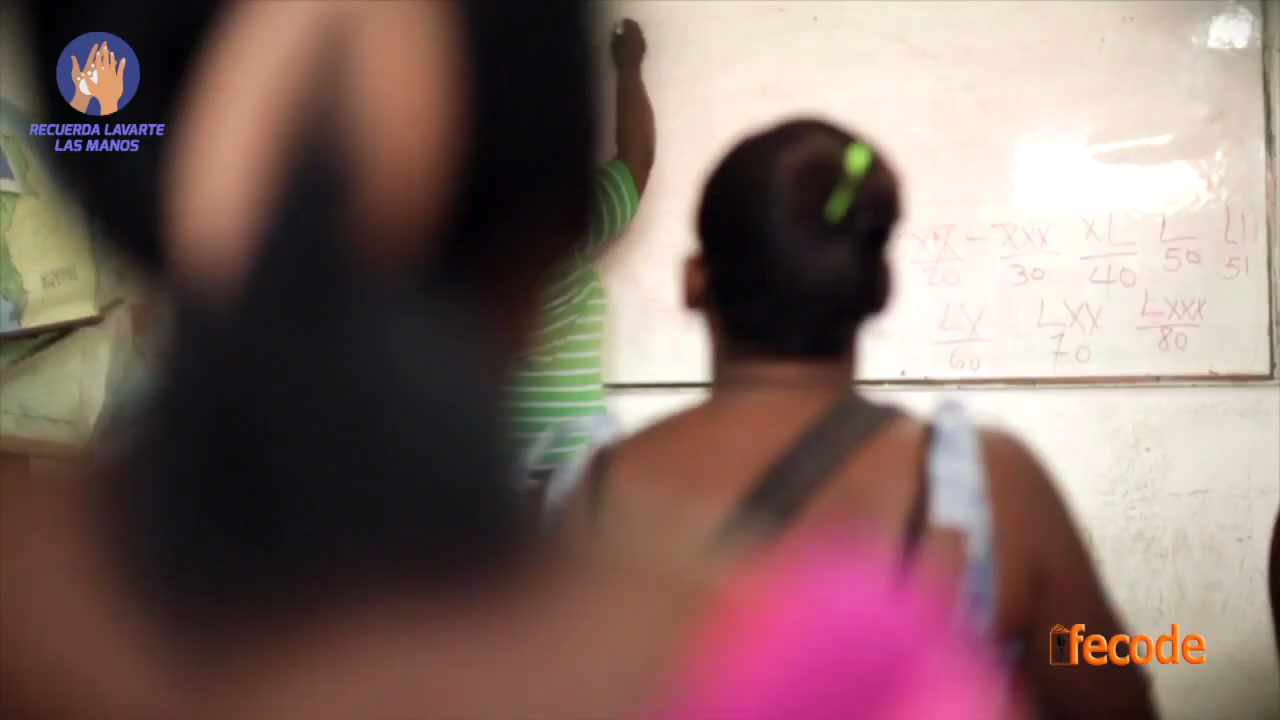 RECUERDA LAVARTE
LAS MANOS
XX - XXX XL L LI
20 30 40 50 51
LX LXX LXXX
60 70 80
fecode